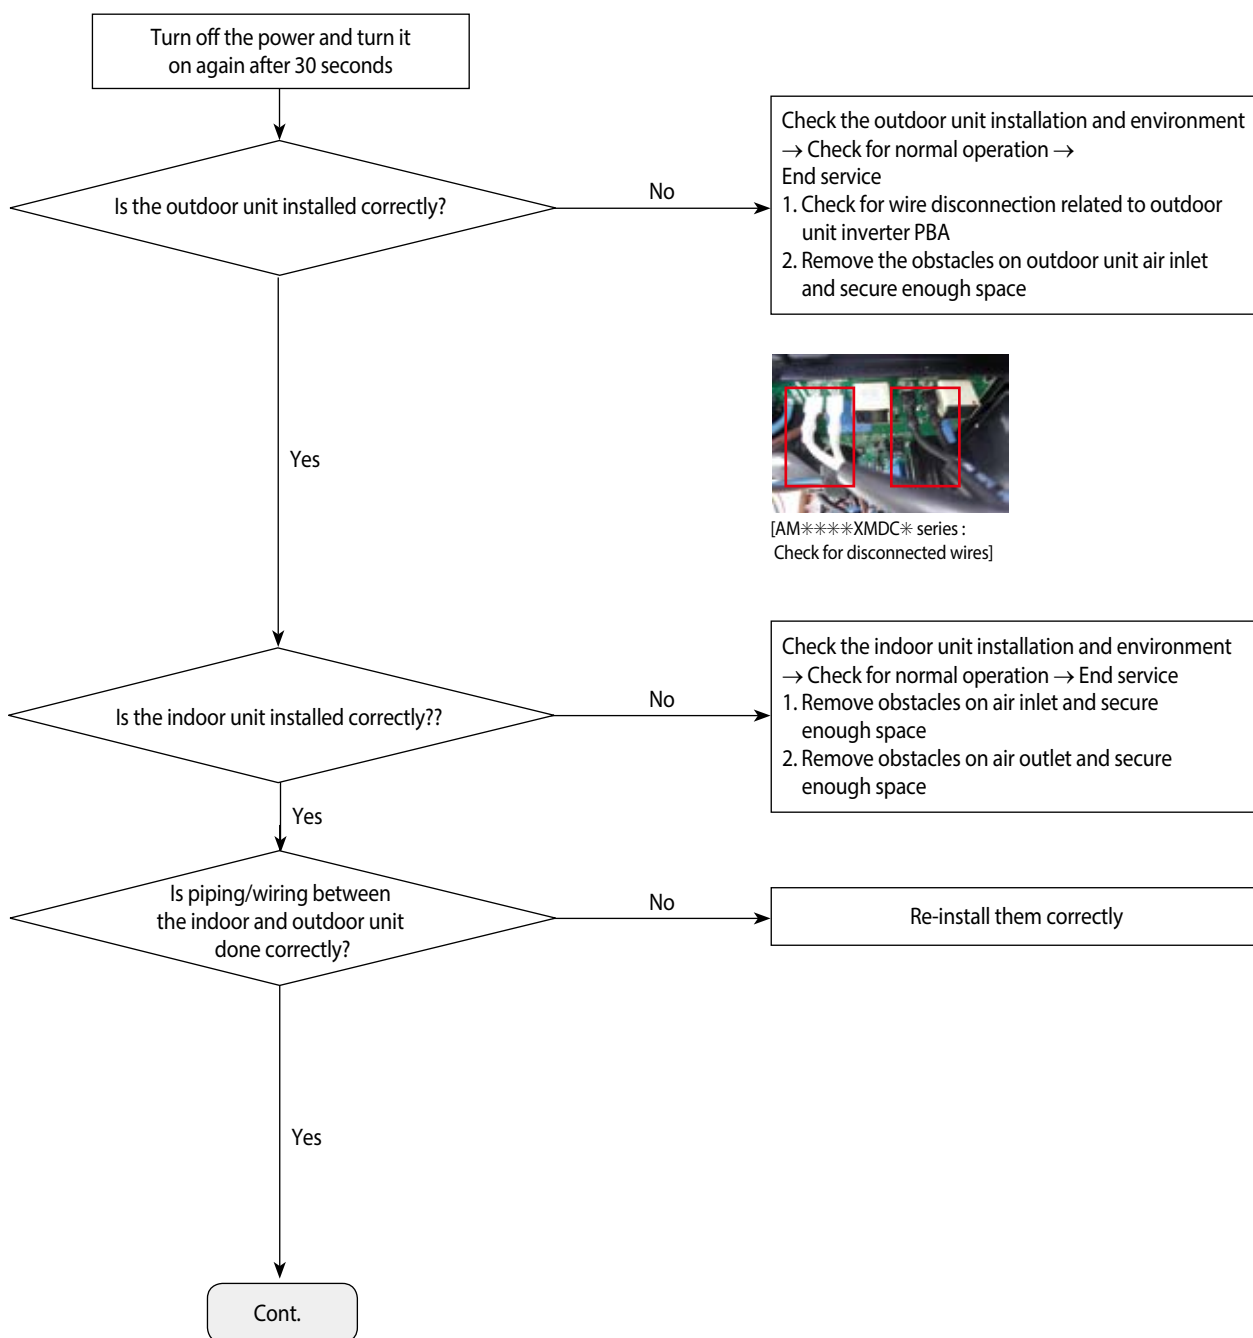 Turn off the power and turn it
on again after 30 seconds
Is the outdoor unit installed correctly?
No
Check the outdoor unit installation and environment
→ Check for normal operation →
End service
1. Check for wire disconnection related to outdoor
unit inverter PBA
2. Remove the obstacles on outdoor unit air inlet
and secure enough space
Yes
[AM✳✳✳✳XMDC✳ series :
Check for disconnected wires]
Is the indoor unit installed correctly??
No
Check the indoor unit installation and environment
→ Check for normal operation → End service
1. Remove obstacles on air inlet and secure
enough space
2. Remove obstacles on air outlet and secure
enough space
Yes
Is piping/wiring between
the indoor and outdoor unit
done correctly?
No
Re-install them correctly
Yes
Cont.